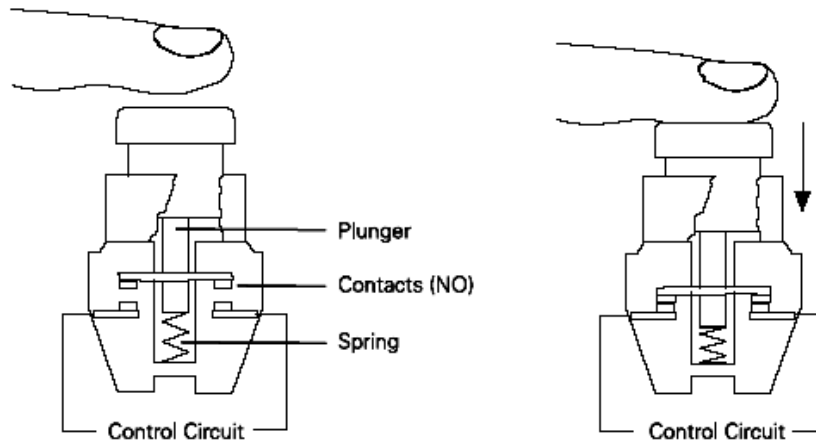 Plunger
Contacts (NO)
Spring
Control Circuit
Control Circuit